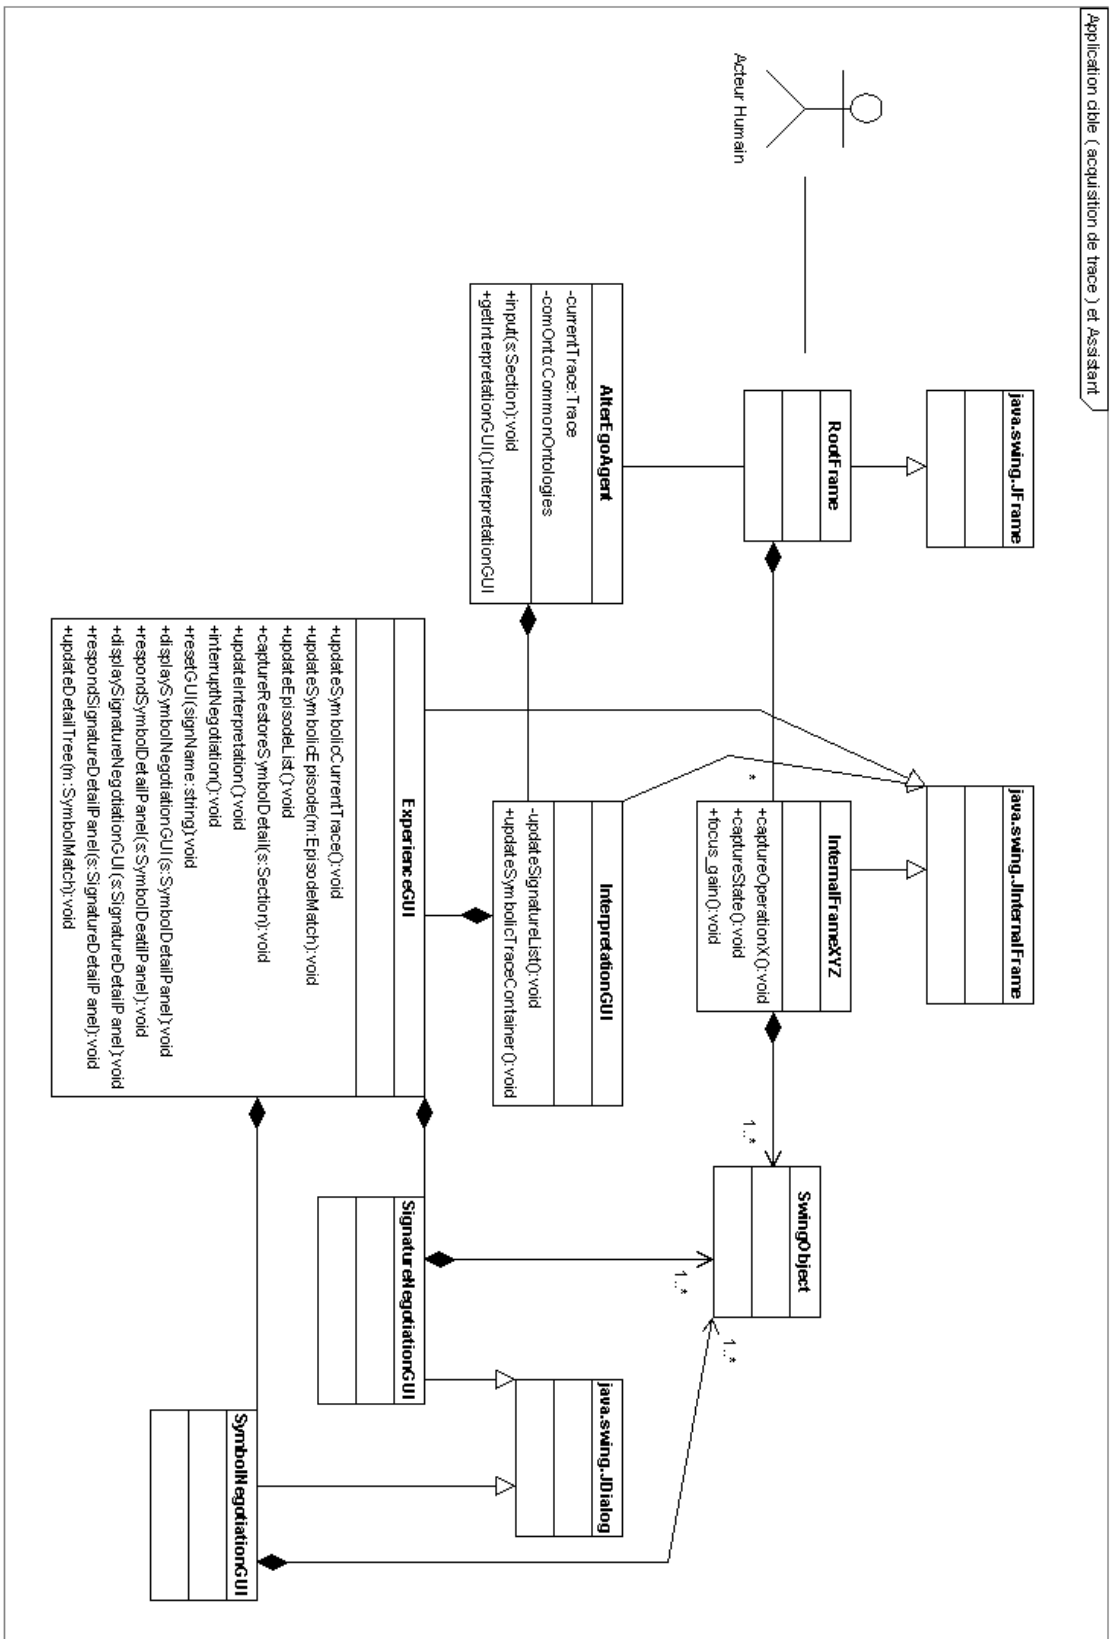 Application cible ( acquisition de trace ) et Assistant
Acteur Humain
java.swing.JFrame
RootFrame
AlterEgoAgent
-currentTrace:Trace
-comOnto:CommonOntologies
+input(s:Section):void
+getInterpretationGUI():InterpretationGUI
java.swing.JInternalFrame
*
InternalFrameXYZ
+captureOperationX():void
+captureState():void
+focus_gain():void
1..*
SwingObject
1..*
1..*
InterpretationGUI
-updateSignatureList():void
+updateSymbolicTraceContainer():void
ExperienceGUI
+updateSymbolicCurrentTrace():void
+updateSymbolicEpisode(m:EpisodeMatch):void
+updateEpisodeList():void
+captureRestoreSymbolDetail(s:Section):void
+updateInterpretation():void
+interruptNegotiation():void
+resetGUI(signName:string):void
+displaySymbolNegotiationGUI(s:SymbolDetailPanel):void
+respondSymbolDetailPanel(s:SymbolDeatilPanel):void
+displaySignatureNegotiationGUI(s:SignatureDetailPanel):void
+respondSignatureDetailPanel(s:SignatureDetailPanel):void
+updateDetailTree(m:SymbolMatch):void
java.swing.JDialog
SignatureNegotiationGUI
SymbolNegotiationGUI